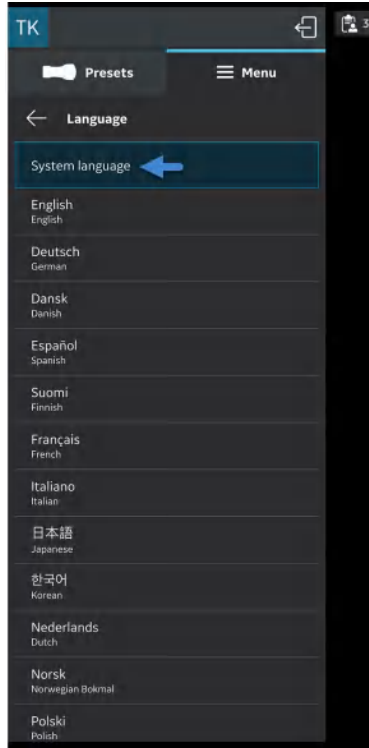 TK
3
Presets
Menu
Language
System language
English
English
Deutsch
German
Dansk
Danish
Español
Spanish
Suomi
Finnish
Français
French
Italiano
Italian
日本語
Japanese
한국어
Korean
Nederlands
Dutch
Norsk
Norwegian Bokmal
Polski
Polish